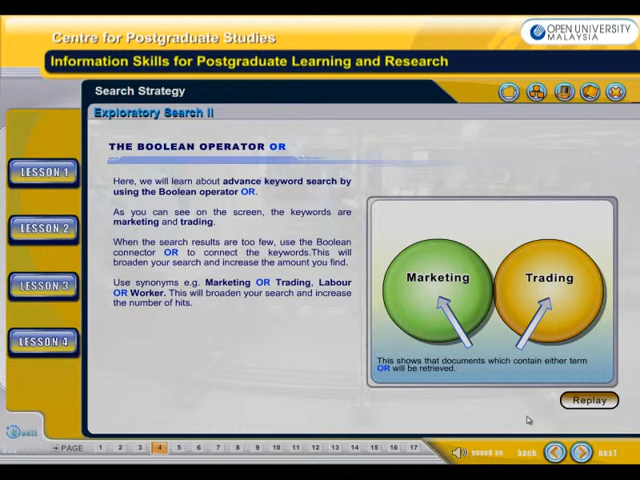 Centre for Postgraduate Studies
OPEN UNIVERSITY
MALAYSIA
Information Skills for Postgraduate Learning and Research
Search Strategy
Exploratory Search II
THE BOOLEAN OPERATOR OR
LESSON 1
LESSON 2
LESSON 3
LESSON 4
Here, we will learn about advance keyword search by
using the Boolean operator OR.
As you can see on the screen, the keywords are
marketing and trading.
When the search results are too few, use the Boolean
connector OR to connect the keywords.This will
broaden your search and increase the amount you find.
Use synonyms e.g. Marketing OR Trading, Labour
OR Worker. This will broaden your search and increase
the number of hits.
Marketing
Trading
This shows that documents which contain either term
OR will be retrieved.
Replay
PAGE 1 2 3 4 5 6 7 8 9 10 11 12 13 14 15 16 17
sound on back next